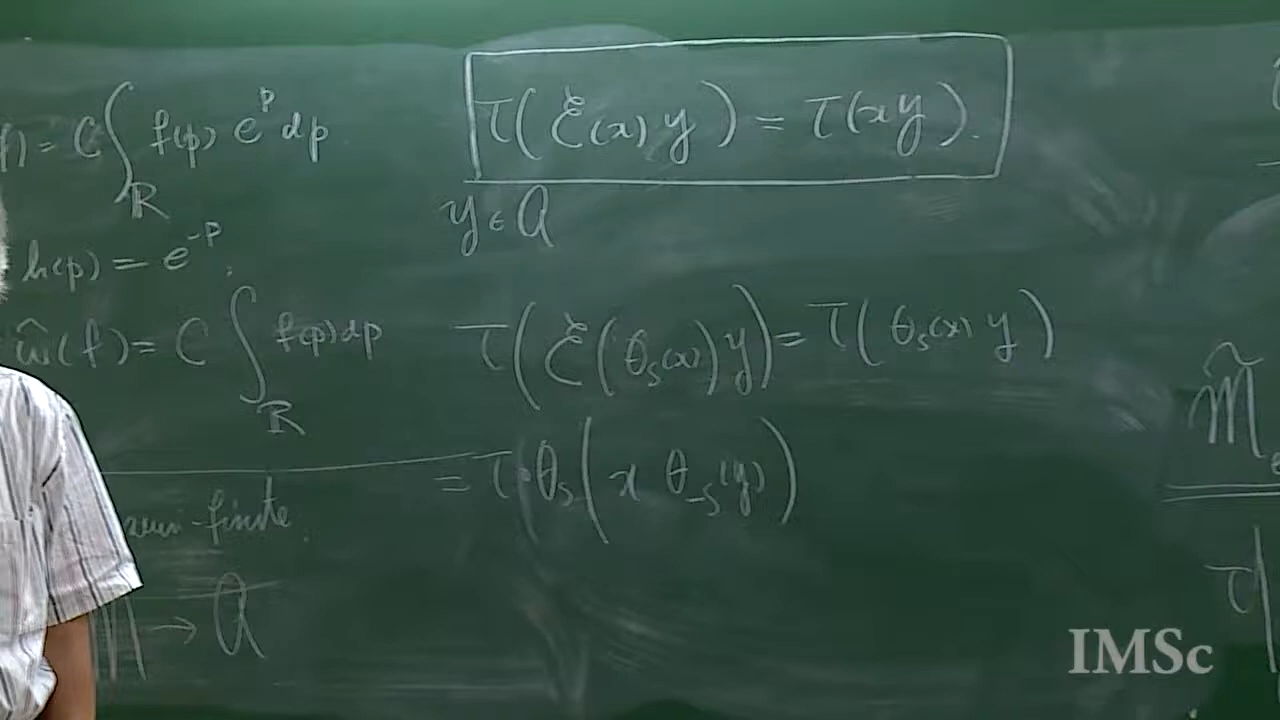 f) = C ∫_ℝ f(p) e^p dp
h(p) = e^{-p}.
ŵ(f) = C ∫_ℝ f(p) dp
semi-finite.
→ 𝒜
τ(ℰ(x) y) = τ(xy).
y ∈ 𝒜
τ(ℰ(θ_s(x)) y) = τ(θ_s(x) y)
= τ∘θ_s(x θ_{-s}(y))
M̃
τ|
IMSc